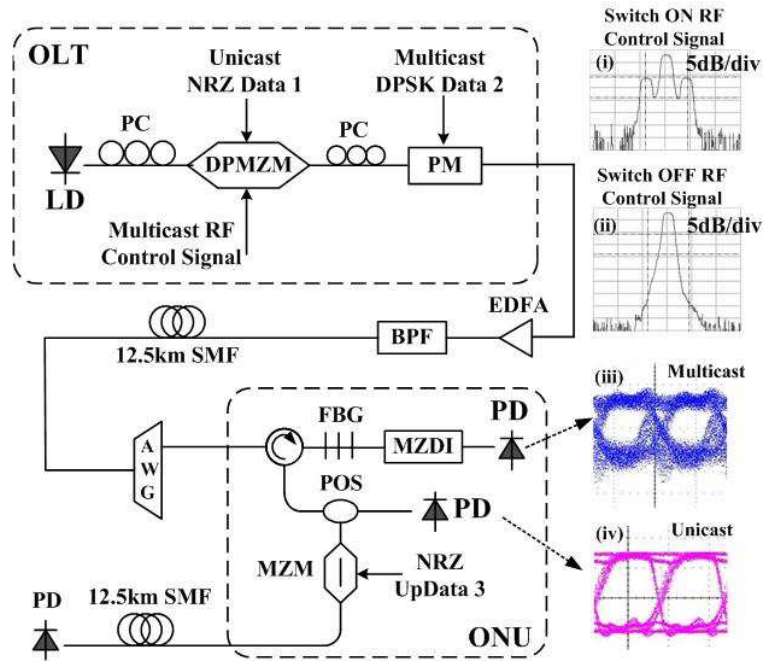 OLT
Unicast
NRZ Data 1
Multicast
DPSK Data 2
PC
DPMZM
PC
PM
LD
Multicast RF
Control Signal
Switch ON RF
Control Signal
(i)
5dB/div
Switch OFF RF
Control Signal
(ii)
5dB/div
EDFA
BPF
12.5km SMF
AWG
FBG
MZDI
PD
POS
PD
MZM
NRZ
UpData 3
ONU
PD
12.5km SMF
(iii)
Multicast
(iv)
Unicast